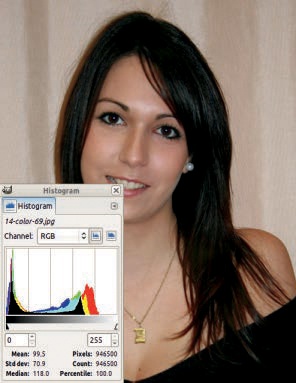 Histogram
Histogram
14-color-69.jpg
Channel: RGB
0 255
Mean: 99.5 Pixels: 946500
Std dev: 70.9 Count: 946500
Median: 118.0 Percentile: 100.0